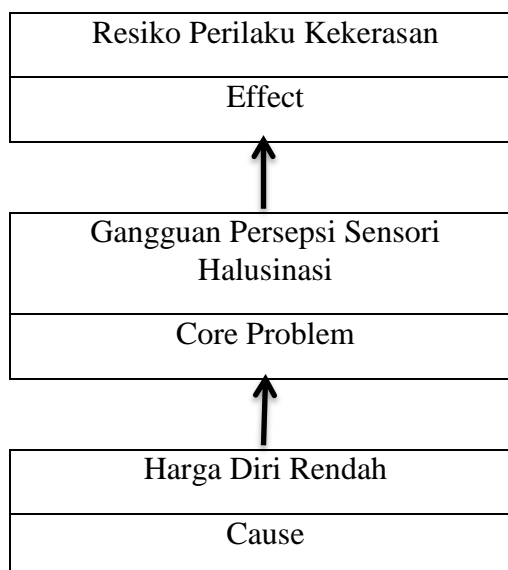 Resiko Perilaku Kekerasan
Effect
Gangguan Persepsi Sensori
Halusinasi
Core Problem
Harga Diri Rendah
Cause